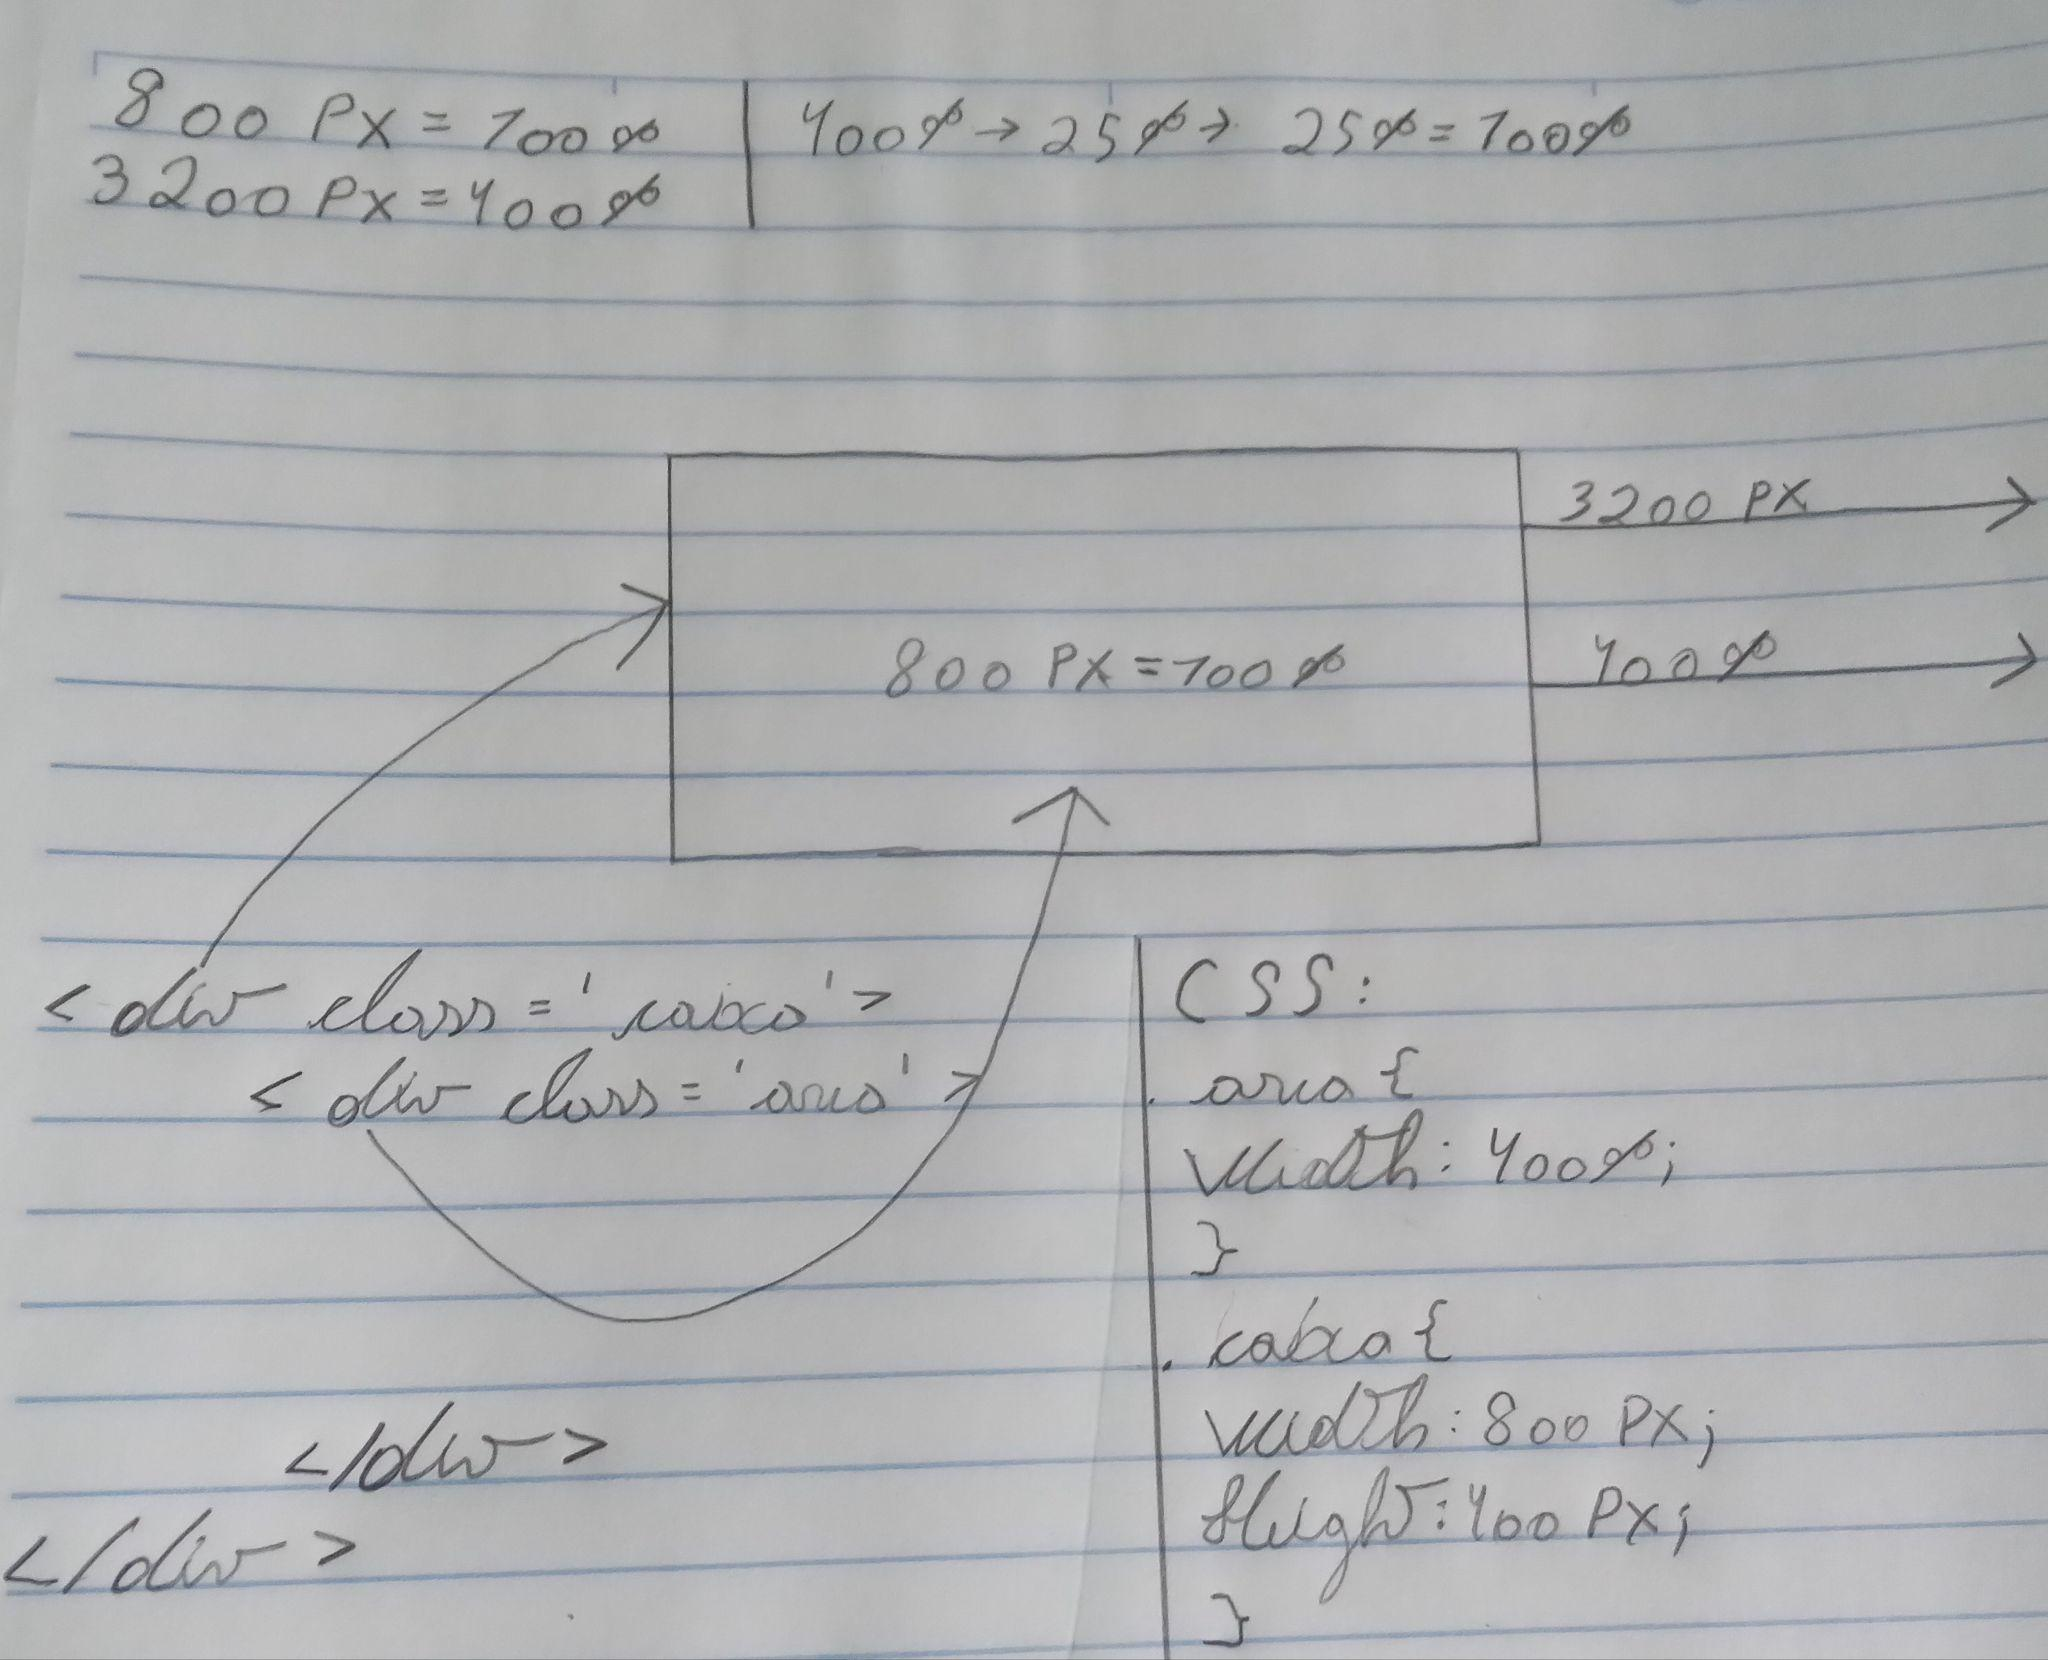 800 PX = 100%
3200 PX = 400%
400% → 25% → 25% = 100%
3200 PX
800 PX = 100%
400%
<div class='caixa'>
<div class='area'>
</div>
</div>
CSS:
.area{
width: 400%;
}
.caixa{
width: 800 PX;
Height: 400 PX;
}